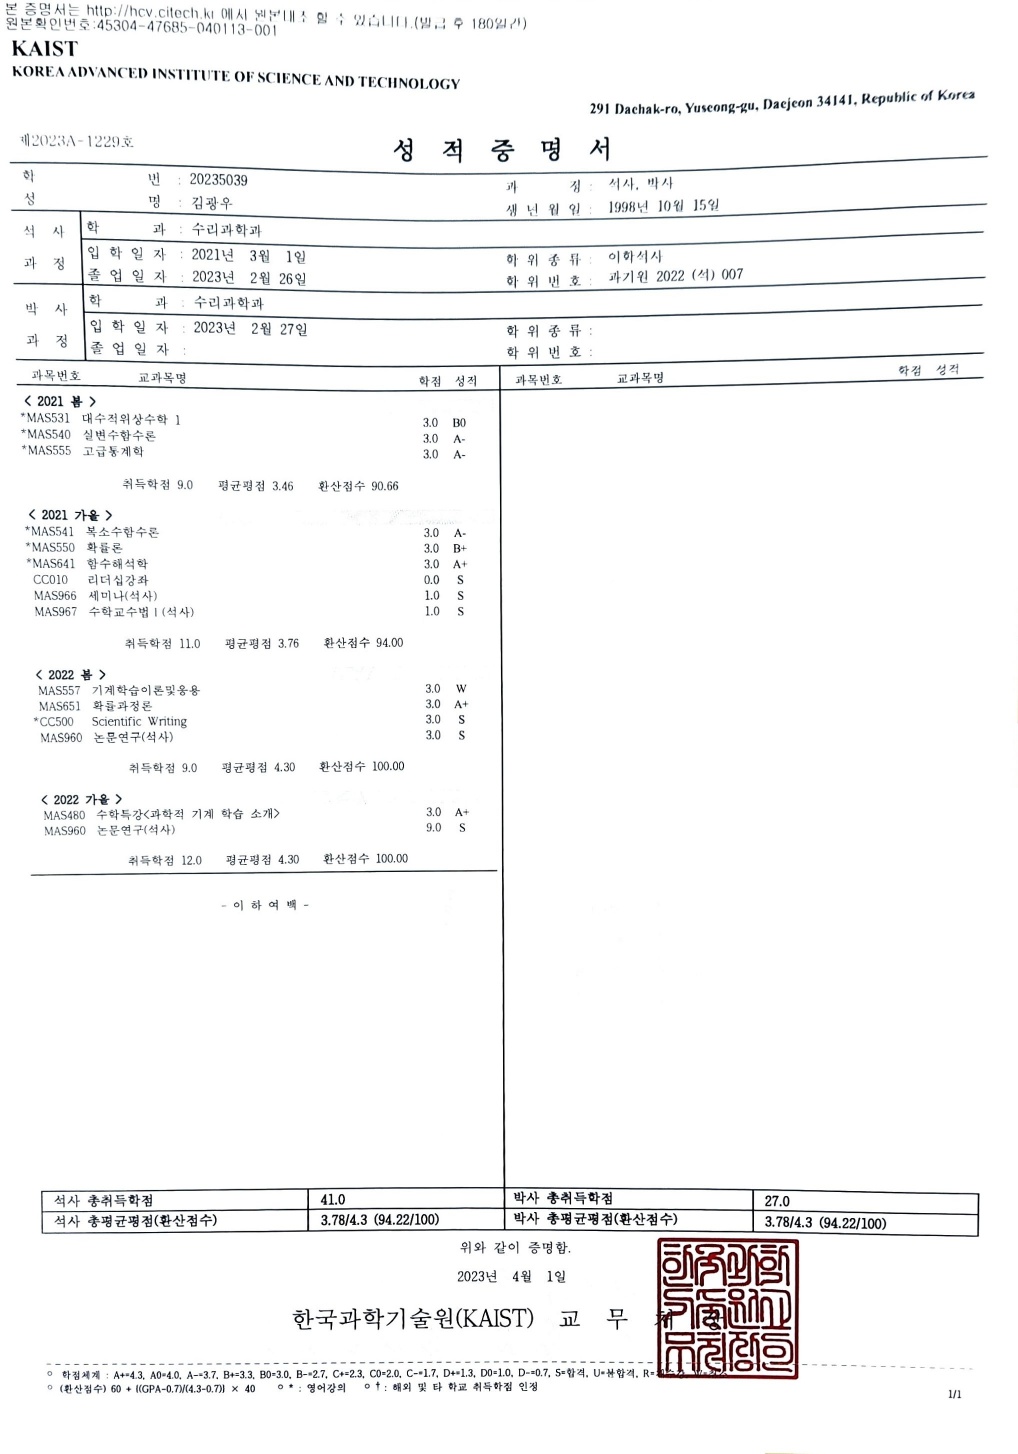 본 증명서는 http://hcv.citech.kr 에서 원본대조 할 수 있습니다.(발급 후 180일간)
원본확인번호:45304-47685-040113-001
KAIST
KOREA ADVANCED INSTITUTE OF SCIENCE AND TECHNOLOGY
291 Daehak-ro, Yuseong-gu, Daejeon 34141, Republic of Korea
제2023A-1229호
성 적 증 명 서
학 번 : 20235039 과 정 : 석사, 박사
성 명 : 김광우 생 년 월 일 : 1998년 10월 15일
석 사 학 과 : 수리과학과
과 정 입 학 일 자 : 2021년 3월 1일 학 위 종 류 : 이학석사
졸 업 일 자 : 2023년 2월 26일 학 위 번 호 : 과기원 2022 (석) 007
박 사 학 과 : 수리과학과
과 정 입 학 일 자 : 2023년 2월 27일 학 위 종 류 :
졸 업 일 자 : 학 위 번 호 :
과목번호 교과목명 학점 성적 과목번호 교과목명 학점 성적
< 2021 봄 >
*MAS531 대수적위상수학 1 3.0 B0
*MAS540 실변수함수론 3.0 A-
*MAS555 고급통계학 3.0 A-
취득학점 9.0 평균평점 3.46 환산점수 90.66
< 2021 가을 >
*MAS541 복소수함수론 3.0 A-
*MAS550 확률론 3.0 B+
*MAS641 함수해석학 3.0 A+
CC010 리더십강좌 0.0 S
MAS966 세미나(석사) 1.0 S
MAS967 수학교수법 I (석사) 1.0 S
취득학점 11.0 평균평점 3.76 환산점수 94.00
< 2022 봄 >
MAS557 기계학습이론및응용 3.0 W
MAS651 확률과정론 3.0 A+
*CC500 Scientific Writing 3.0 S
MAS960 논문연구(석사) 3.0 S
취득학점 9.0 평균평점 4.30 환산점수 100.00
< 2022 가을 >
MAS480 수학특강<과학적 기계 학습 소개> 3.0 A+
MAS960 논문연구(석사) 9.0 S
취득학점 12.0 평균평점 4.30 환산점수 100.00
- 이 하 여 백 -
석사 총취득학점 41.0 박사 총취득학점 27.0
석사 총평균평점(환산점수) 3.78/4.3 (94.22/100) 박사 총평균평점(환산점수) 3.78/4.3 (94.22/100)
위와 같이 증명함.
2023년 4월 1일
한국과학기술원(KAIST) 교 무 처 장
○ 학점체계 : A+=4.3, A0=4.0, A-=3.7, B+=3.3, B0=3.0, B-=2.7, C+=2.3, C0=2.0, C-=1.7, D+=1.3, D0=1.0, D-=0.7, S=합격, U=불합격,
○ (환산점수) 60 + ((GPA-0.7)/(4.3-0.7)) × 40 ○ * : 영어강의 ○ † : 해외 및 타 학교 취득학점 인정
1/1